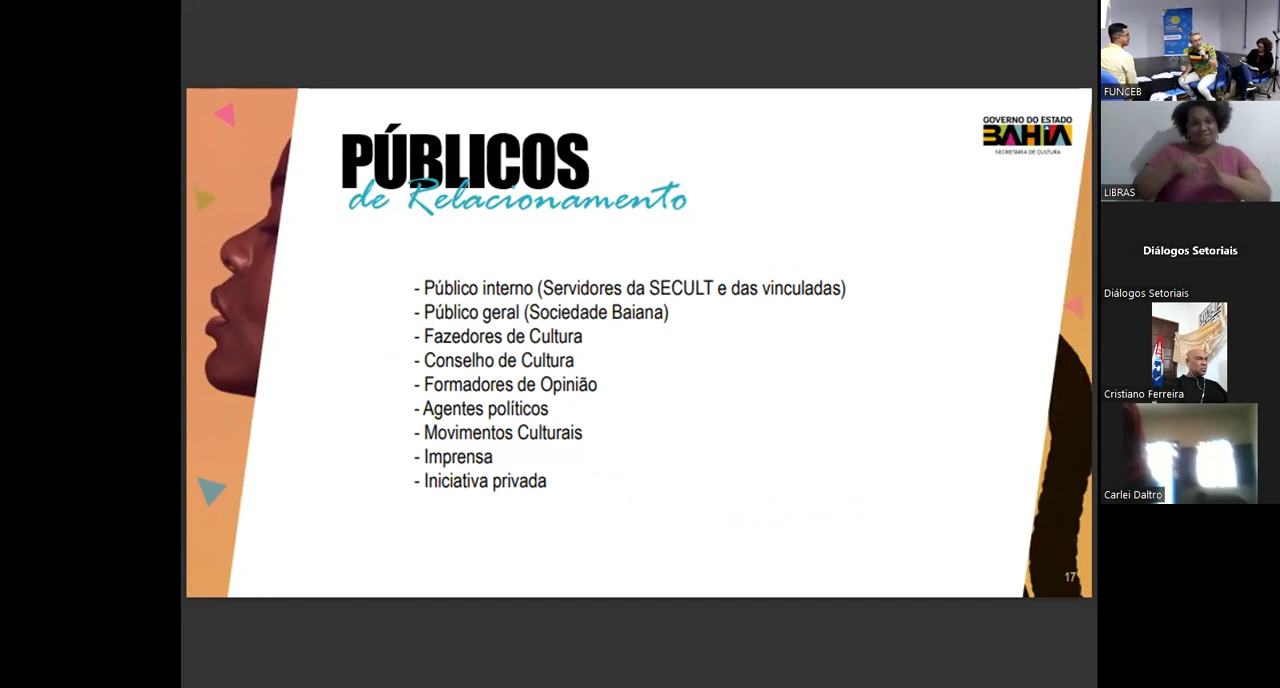 PÚBLICOS
de Relacionamento
GOVERNO DO ESTADO
BAHIA
SECRETARIA DE CULTURA
- Público interno (Servidores da SECULT e das vinculadas)
- Público geral (Sociedade Baiana)
- Fazedores de Cultura
- Conselho de Cultura
- Formadores de Opinião
- Agentes políticos
- Movimentos Culturais
- Imprensa
- Iniciativa privada
17
FUNCEB
LIBRAS
Diálogos Setoriais
Diálogos Setoriais
Cristiano Ferreira
Carlei Daltro